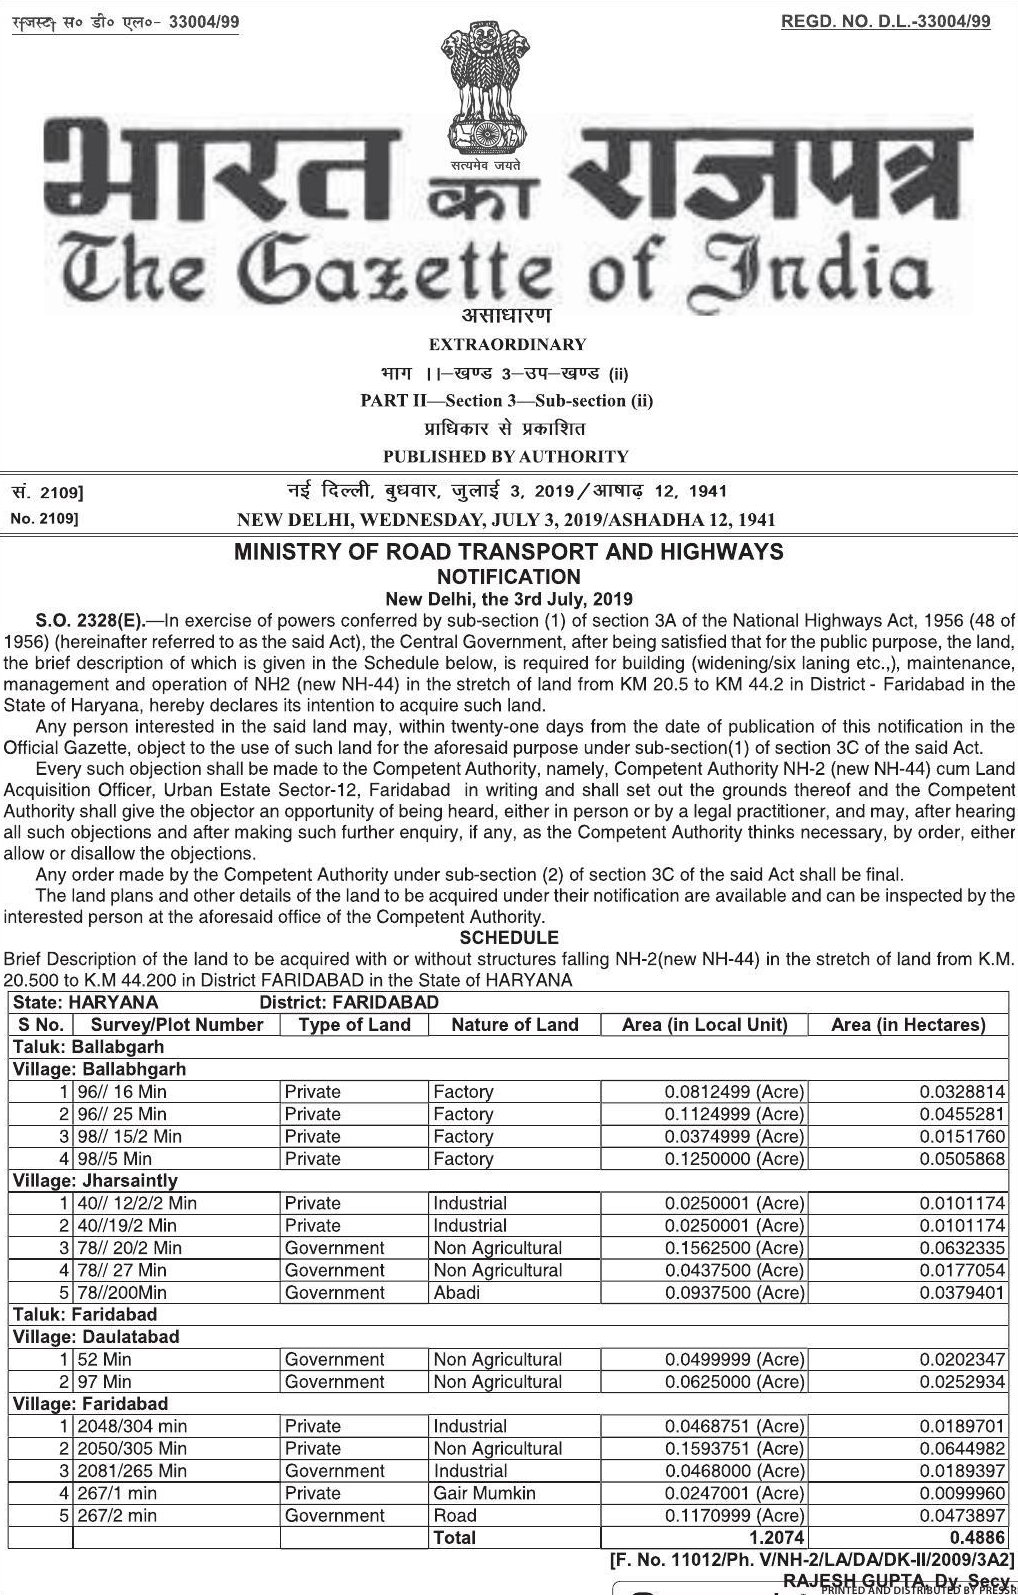 रजिस्ट्री स० डी० एल०- 33004/99
REGD. NO. D.L.-33004/99
सत्यमेव जयते
भारत का राजपत्र
The Gazette of India
असाधारण
EXTRAORDINARY
भाग II—खण्ड 3—उप—खण्ड (ii)
PART II—Section 3—Sub-section (ii)
प्राधिकार से प्रकाशित
PUBLISHED BY AUTHORITY
सं. 2109] नई दिल्ली, बुधवार, जुलाई 3, 2019/आषाढ़ 12, 1941
No. 2109] NEW DELHI, WEDNESDAY, JULY 3, 2019/ASHADHA 12, 1941
MINISTRY OF ROAD TRANSPORT AND HIGHWAYS
NOTIFICATION
New Delhi, the 3rd July, 2019
S.O. 2328(E).—In exercise of powers conferred by sub-section (1) of section 3A of the National Highways Act, 1956 (48 of
1956) (hereinafter referred to as the said Act), the Central Government, after being satisfied that for the public purpose, the land,
the brief description of which is given in the Schedule below, is required for building (widening/six laning etc.,), maintenance,
management and operation of NH2 (new NH-44) in the stretch of land from KM 20.5 to KM 44.2 in District - Faridabad in the
State of Haryana, hereby declares its intention to acquire such land.
Any person interested in the said land may, within twenty-one days from the date of publication of this notification in the
Official Gazette, object to the use of such land for the aforesaid purpose under sub-section(1) of section 3C of the said Act.
Every such objection shall be made to the Competent Authority, namely, Competent Authority NH-2 (new NH-44) cum Land
Acquisition Officer, Urban Estate Sector-12, Faridabad in writing and shall set out the grounds thereof and the Competent
Authority shall give the objector an opportunity of being heard, either in person or by a legal practitioner, and may, after hearing
all such objections and after making such further enquiry, if any, as the Competent Authority thinks necessary, by order, either
allow or disallow the objections.
Any order made by the Competent Authority under sub-section (2) of section 3C of the said Act shall be final.
The land plans and other details of the land to be acquired under their notification are available and can be inspected by the
interested person at the aforesaid office of the Competent Authority.
SCHEDULE
Brief Description of the land to be acquired with or without structures falling NH-2(new NH-44) in the stretch of land from K.M.
20.500 to K.M 44.200 in District FARIDABAD in the State of HARYANA
State: HARYANA District: FARIDABAD
S No. Survey/Plot Number Type of Land Nature of Land Area (in Local Unit) Area (in Hectares)
Taluk: Ballabgarh
Village: Ballabhgarh
1 96// 16 Min Private Factory 0.0812499 (Acre) 0.0328814
2 96// 25 Min Private Factory 0.1124999 (Acre) 0.0455281
3 98// 15/2 Min Private Factory 0.0374999 (Acre) 0.0151760
4 98//5 Min Private Factory 0.1250000 (Acre) 0.0505868
Village: Jharsaintly
1 40// 12/2/2 Min Private Industrial 0.0250001 (Acre) 0.0101174
2 40//19/2 Min Private Industrial 0.0250001 (Acre) 0.0101174
3 78// 20/2 Min Government Non Agricultural 0.1562500 (Acre) 0.0632335
4 78// 27 Min Government Non Agricultural 0.0437500 (Acre) 0.0177054
5 78//200Min Government Abadi 0.0937500 (Acre) 0.0379401
Taluk: Faridabad
Village: Daulatabad
1 52 Min Government Non Agricultural 0.0499999 (Acre) 0.0202347
2 97 Min Government Non Agricultural 0.0625000 (Acre) 0.0252934
Village: Faridabad
1 2048/304 min Private Industrial 0.0468751 (Acre) 0.0189701
2 2050/305 Min Private Non Agricultural 0.1593751 (Acre) 0.0644982
3 2081/265 Min Government Industrial 0.0468000 (Acre) 0.0189397
4 267/1 min Private Gair Mumkin 0.0247001 (Acre) 0.0099960
5 267/2 min Government Road 0.1170999 (Acre) 0.0473897
Total 1.2074 0.4886
[F. No. 11012/Ph. V/NH-2/LA/DA/DK-II/2009/3A2]
RAJESH GUPTA, Dy. Secy.
PRINTED AND DISTRIBUTED BY PRESSR